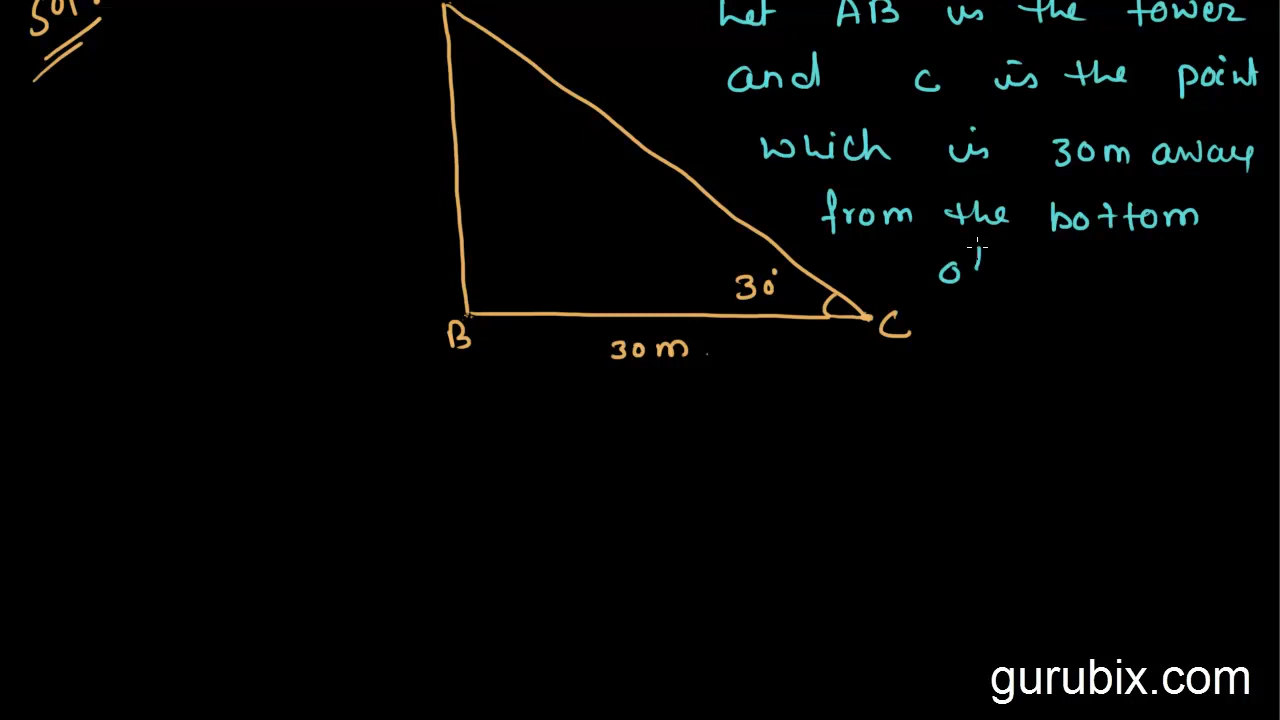 Soln
Let AB is the tower
and C is the point
which is 30m away
from the bottom
of
30°
B
C
30m
gurubix.com